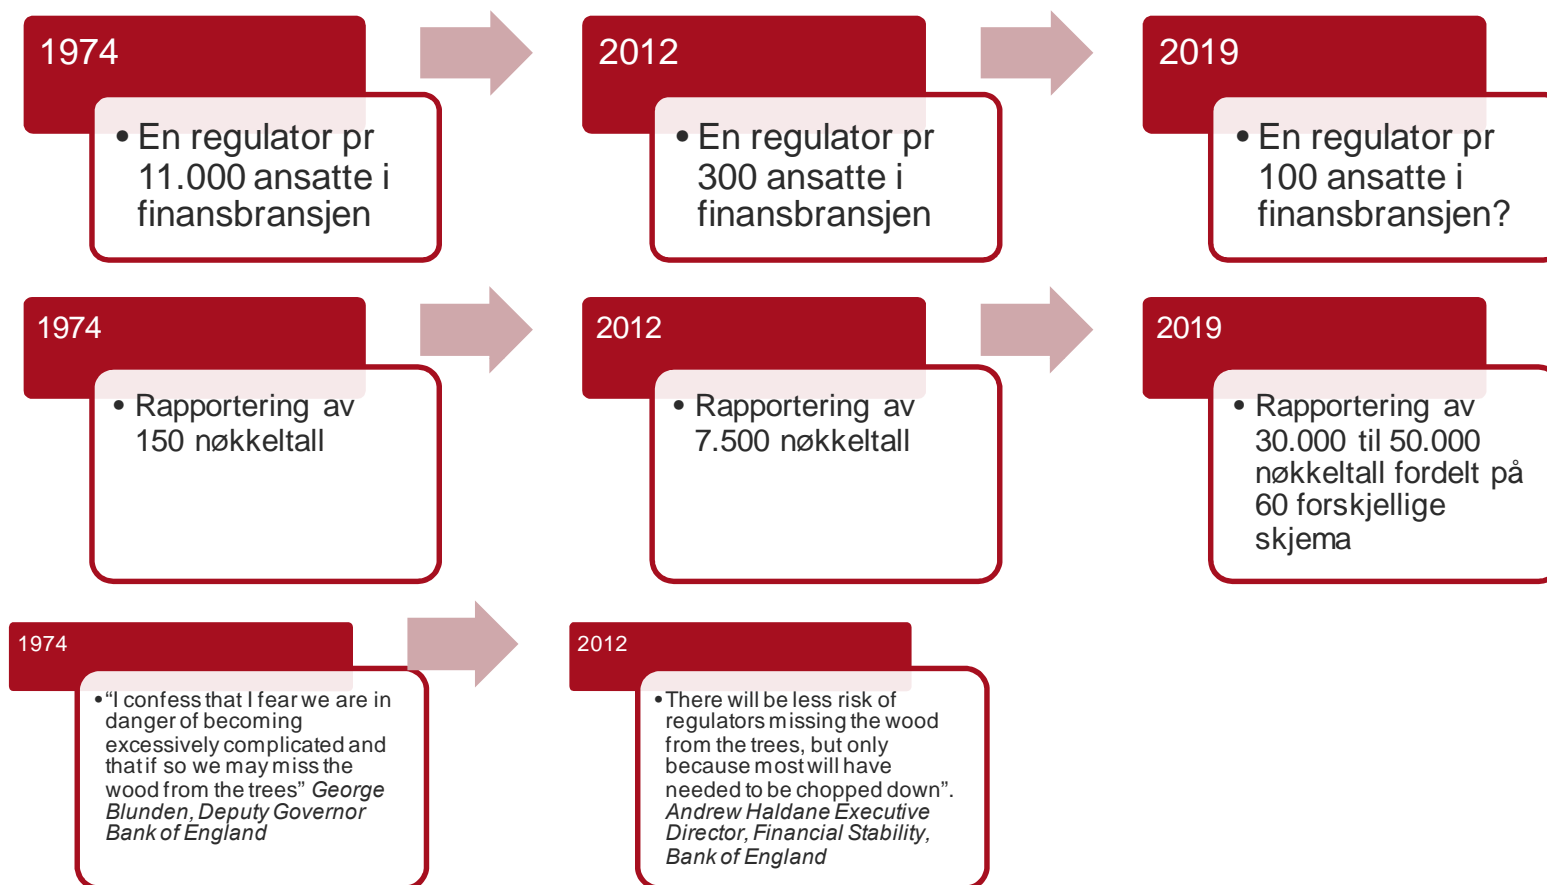 1974
• En regulator pr
11.000 ansatte i
finansbransjen
2012
• En regulator pr
300 ansatte i
finansbransjen
2019
• En regulator pr
100 ansatte i
finansbransjen?
1974
• Rapportering av
150 nøkkeltall
2012
• Rapportering av
7.500 nøkkeltall
2019
• Rapportering av
30.000 til 50.000
nøkkeltall fordelt på
60 forskjellige
skjema
1974
• “I confess that I fear we are in
danger of becoming
excessively complicated and
that if so we may miss the
wood from the trees” George
Blunden, Deputy Governor
Bank of England
2012
• There will be less risk of
regulators missing the wood
from the trees, but only
because most will have
needed to be chopped down”.
Andrew Haldane Executive
Director, Financial Stability,
Bank of England